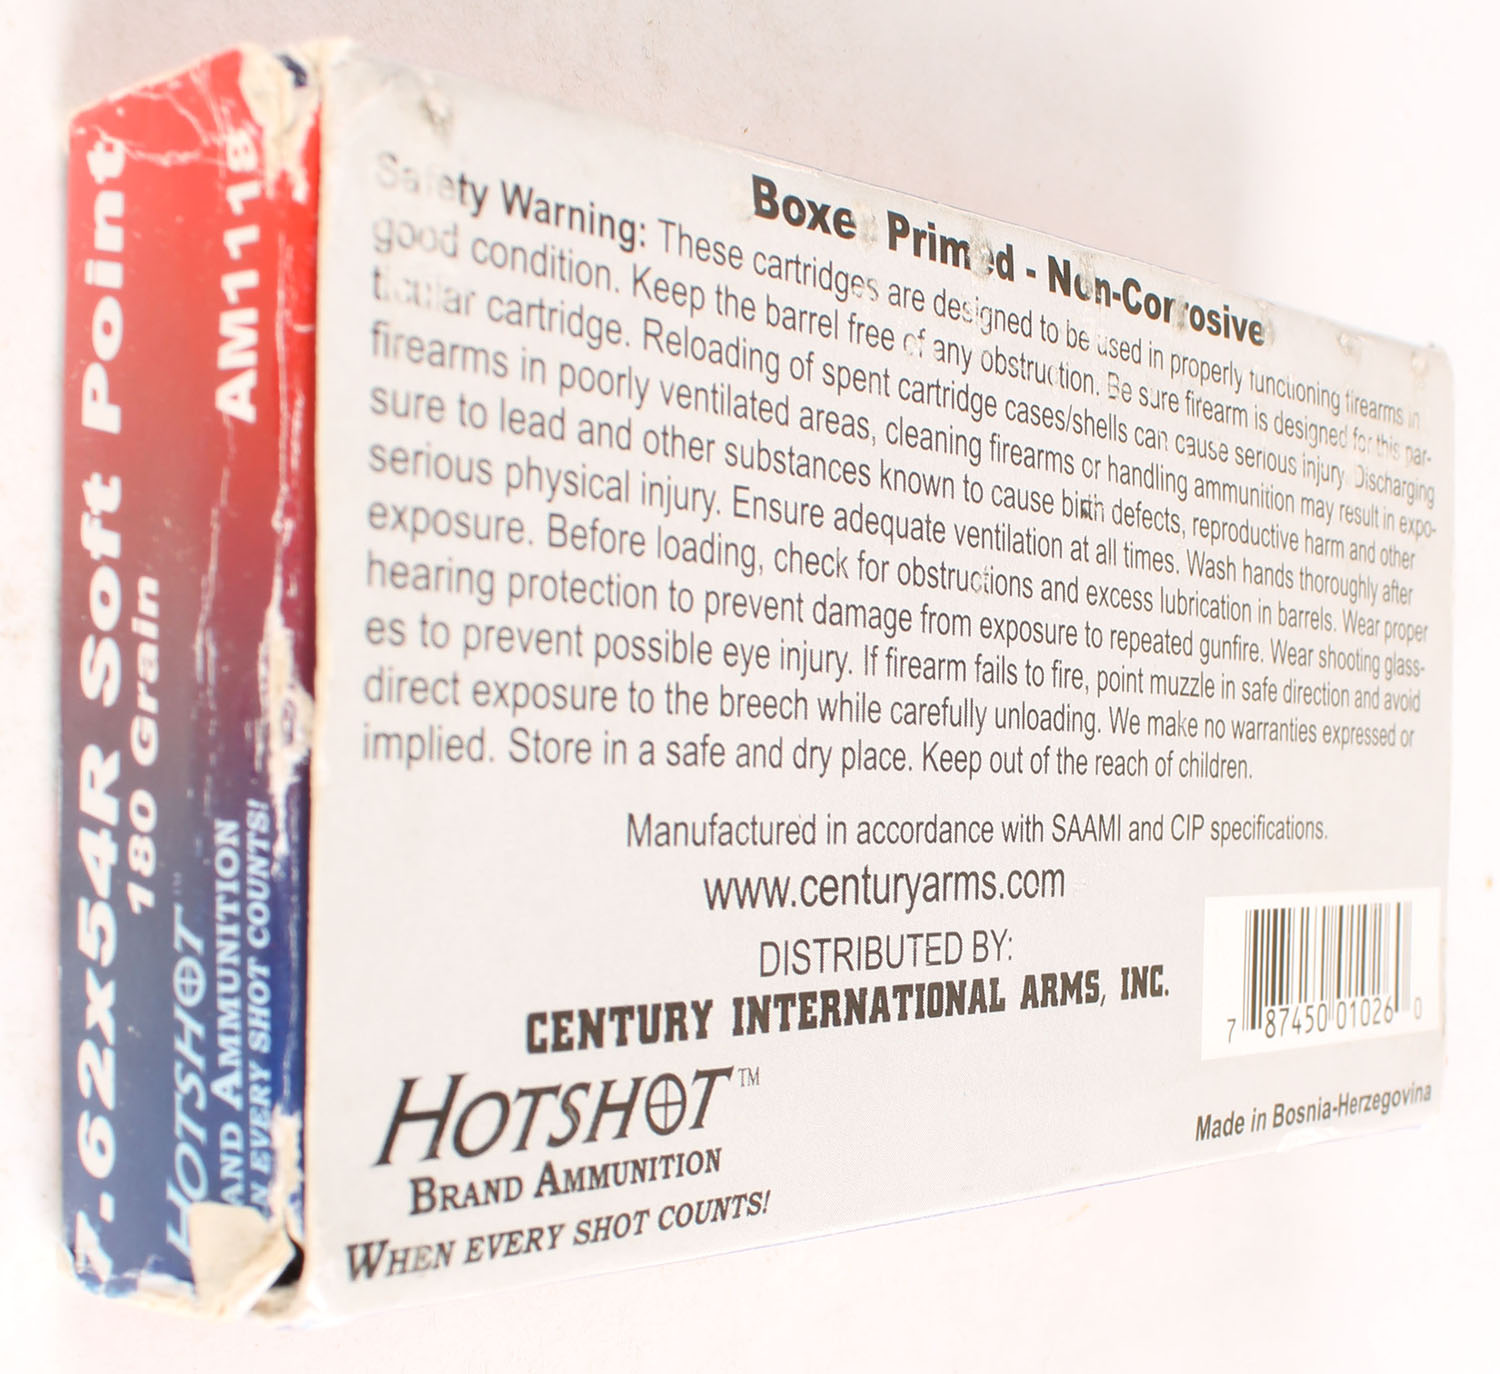 7.62x54R Soft Point
180 Grain
AM1118
HOTSHOT™
AND AMMUNITION
N EVERY SHOT COUNTS!
Boxe Primed - Non-Corrosive
Safety Warning: These cartridges are designed to be used in properly functioning firearms in
good condition. Keep the barrel free of any obstruction. Be sure firearm is designed for this par-
ticular cartridge. Reloading of spent cartridge cases/shells can cause serious injury. Discharging
firearms in poorly ventilated areas, cleaning firearms or handling ammunition may result in expo-
sure to lead and other substances known to cause birth defects, reproductive harm and other
serious physical injury. Ensure adequate ventilation at all times. Wash hands thoroughly after
exposure. Before loading, check for obstructions and excess lubrication in barrels. Wear proper
hearing protection to prevent damage from exposure to repeated gunfire. Wear shooting glass-
es to prevent possible eye injury. If firearm fails to fire, point muzzle in safe direction and avoid
direct exposure to the breech while carefully unloading. We make no warranties expressed or
implied. Store in a safe and dry place. Keep out of the reach of children.
Manufactured in accordance with SAAMI and CIP specifications.
www.centuryarms.com
DISTRIBUTED BY:
CENTURY INTERNATIONAL ARMS, INC.
HOTSHOT™
BRAND AMMUNITION
WHEN EVERY SHOT COUNTS!
7 87450 01026 0
Made in Bosnia-Herzegovina